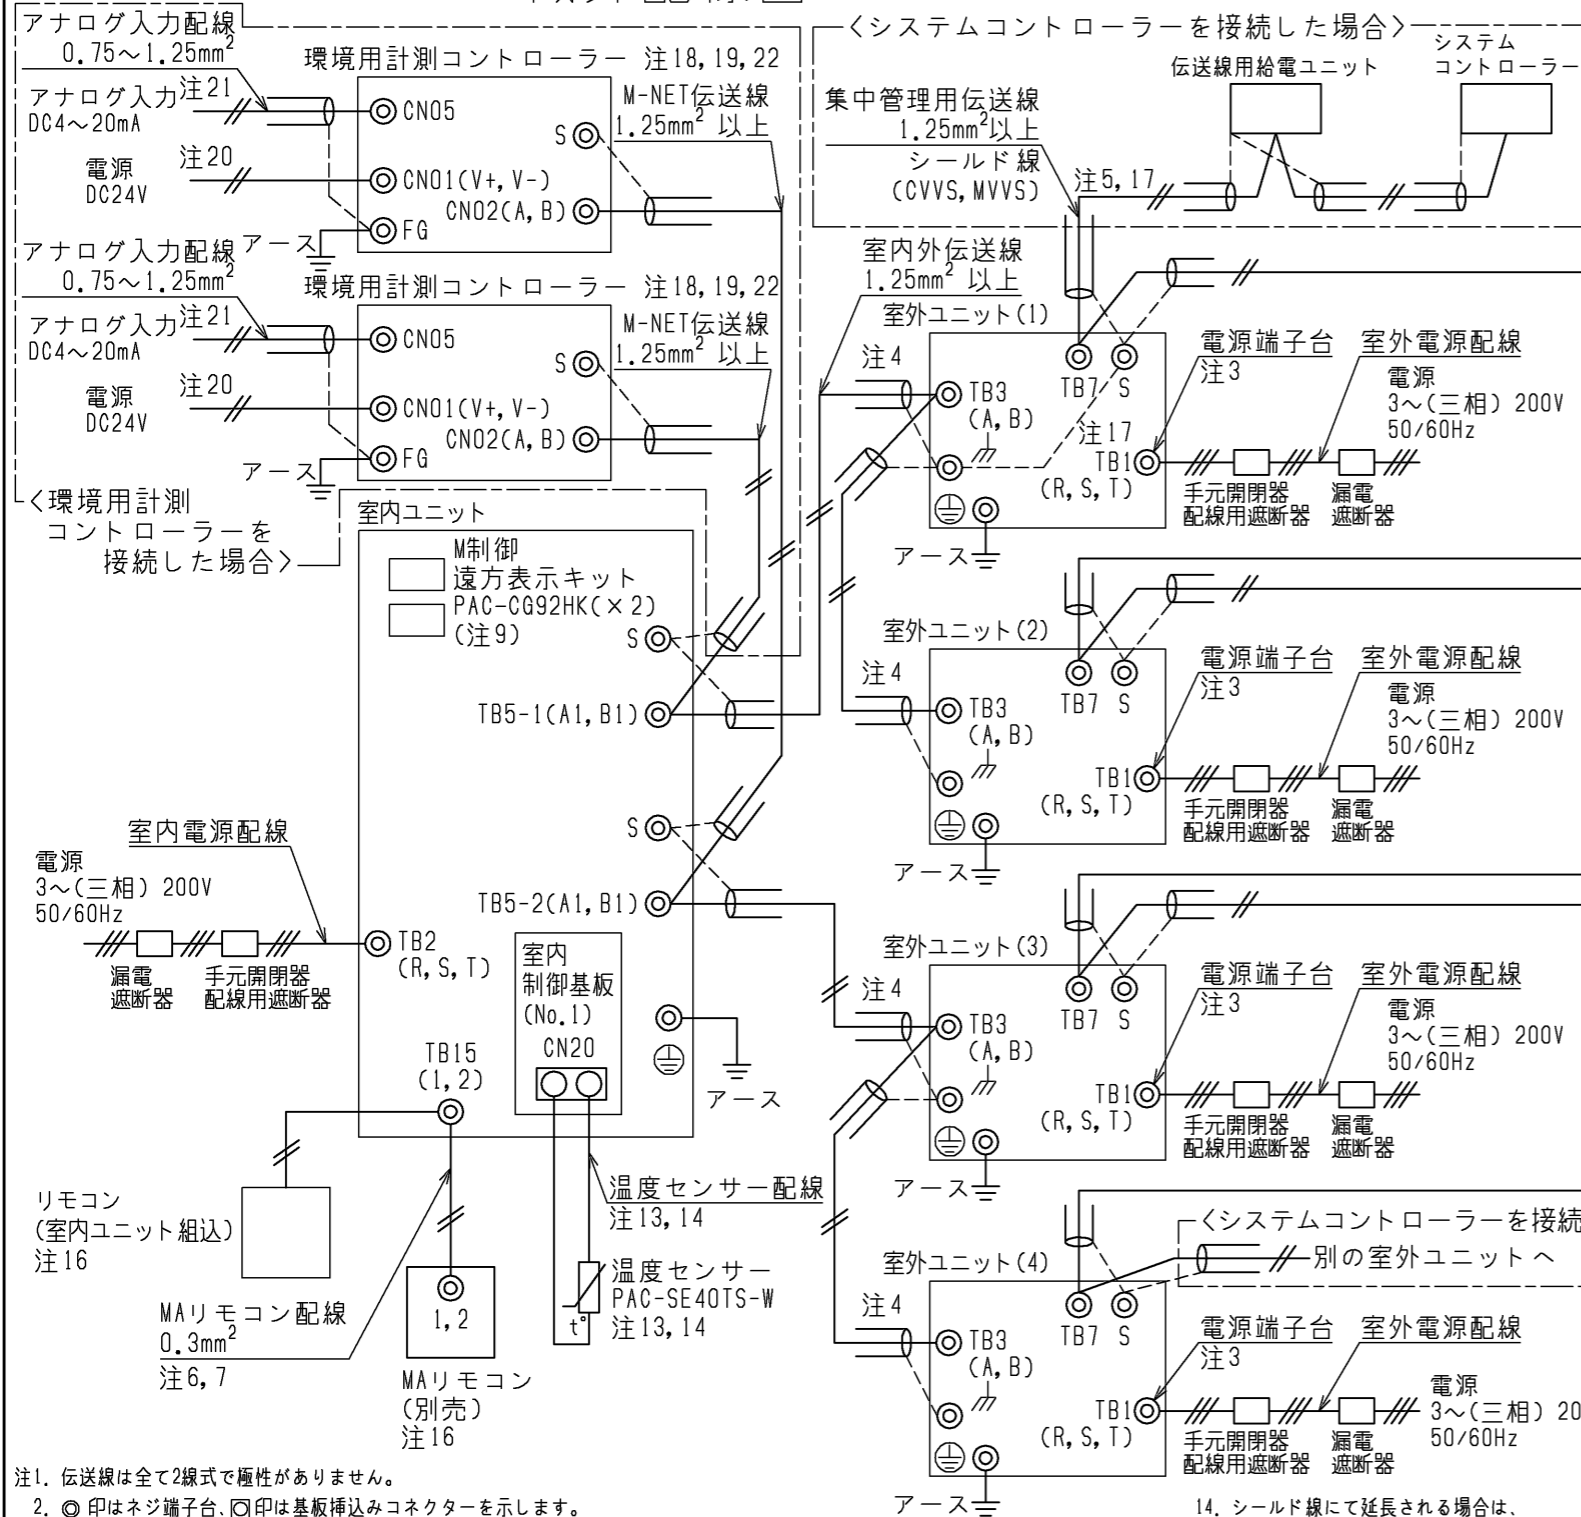 アナログ入力配線
0.75～1.25mm²
アナログ入力
DC4～20mA
注21
電源
DC24V
注20
環境用計測コントローラー 注18,19,22
CN05
S
CN01(V+,V-)
CN02(A,B)
FG
アース
M-NET伝送線
1.25mm² 以上
アナログ入力配線
0.75～1.25mm²
アナログ入力
DC4～20mA
注21
電源
DC24V
注20
環境用計測コントローラー 注18,19,22
CN05
S
CN01(V+,V-)
CN02(A,B)
FG
アース
M-NET伝送線
1.25mm² 以上
〈環境用計測
コントローラーを
接続した場合〉
〈システムコントローラーを接続した場合〉
伝送線用給電ユニット
システム
コントローラー
集中管理用伝送線
1.25mm²以上
シールド線
(CVVS,MVVS)
注5,17
室内外伝送線
1.25mm² 以上
室内ユニット
M制御
遠方表示キット
PAC-CG92HK(×2)
(注9)
S
TB5-1(A1,B1)
S
TB5-2(A1,B1)
室内電源配線
電源
3～(三相) 200V
50/60Hz
漏電
遮断器
手元開閉器
配線用遮断器
TB2
(R,S,T)
室内
制御基板
(No.1)
CN20
TB15
(1,2)
アース
リモコン
(室内ユニット組込)
注16
MAリモコン配線
0.3mm²
注6,7
1,2
MAリモコン
(別売)
注16
温度センサー配線
注13,14
温度センサー
PAC-SE40TS-W
注13,14
t°
室外ユニット(1)
注4
TB3
(A,B)
TB7 S
注17
TB1
(R,S,T)
アース
電源端子台
注3
室外電源配線
電源
3～(三相) 200V
50/60Hz
手元開閉器
配線用遮断器
漏電
遮断器
室外ユニット(2)
注4
TB3
(A,B)
TB7 S
TB1
(R,S,T)
アース
電源端子台
注3
室外電源配線
電源
3～(三相) 200V
50/60Hz
手元開閉器
配線用遮断器
漏電
遮断器
室外ユニット(3)
注4
TB3
(A,B)
TB7 S
TB1
(R,S,T)
アース
電源端子台
注3
室外電源配線
電源
3～(三相) 200V
50/60Hz
手元開閉器
配線用遮断器
漏電
遮断器
〈システムコントローラーを接続
別の室外ユニットへ
室外ユニット(4)
注4
TB3
(A,B)
TB7 S
TB1
(R,S,T)
アース
電源端子台
注3
室外電源配線
電源
3～(三相) 20
50/60Hz
手元開閉器
配線用遮断器
漏電
遮断器
注1. 伝送線は全て2線式で極性がありません。
2. ◎ 印はネジ端子台、回印は基板挿込みコネクターを示します。
14. シールド線にて延長される場合は、